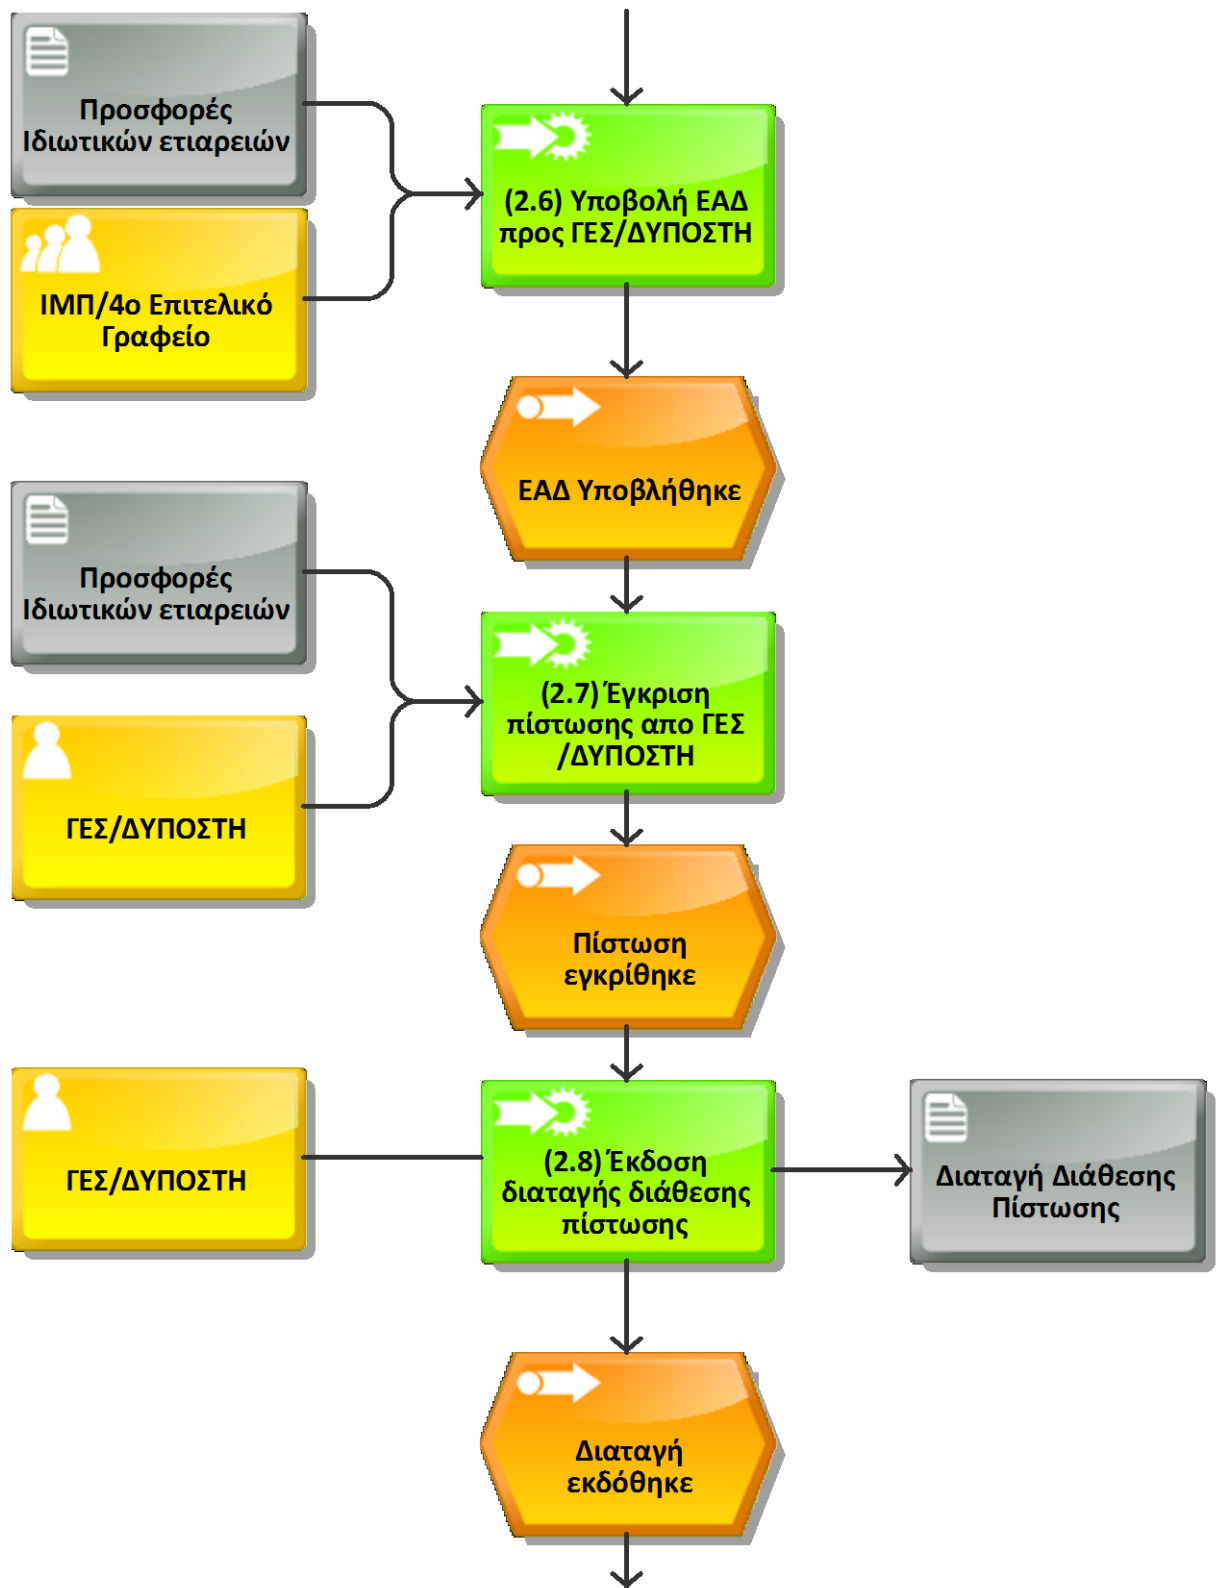 Προσφορές
Ιδιωτικών ετιαρειών
(2.6) Υποβολή ΕΑΔ
προς ΓΕΣ/ΔΥΠΟΣΤΗ
ΙΜΠ/4ο Επιτελικό
Γραφείο
ΕΑΔ Υποβλήθηκε
Προσφορές
Ιδιωτικών ετιαρειών
(2.7) Έγκριση
πίστωσης απο ΓΕΣ
/ΔΥΠΟΣΤΗ
ΓΕΣ/ΔΥΠΟΣΤΗ
Πίστωση
εγκρίθηκε
ΓΕΣ/ΔΥΠΟΣΤΗ
(2.8) Έκδοση
διαταγής διάθεσης
πίστωσης
Διαταγή Διάθεσης
Πίστωσης
Διαταγή
εκδόθηκε